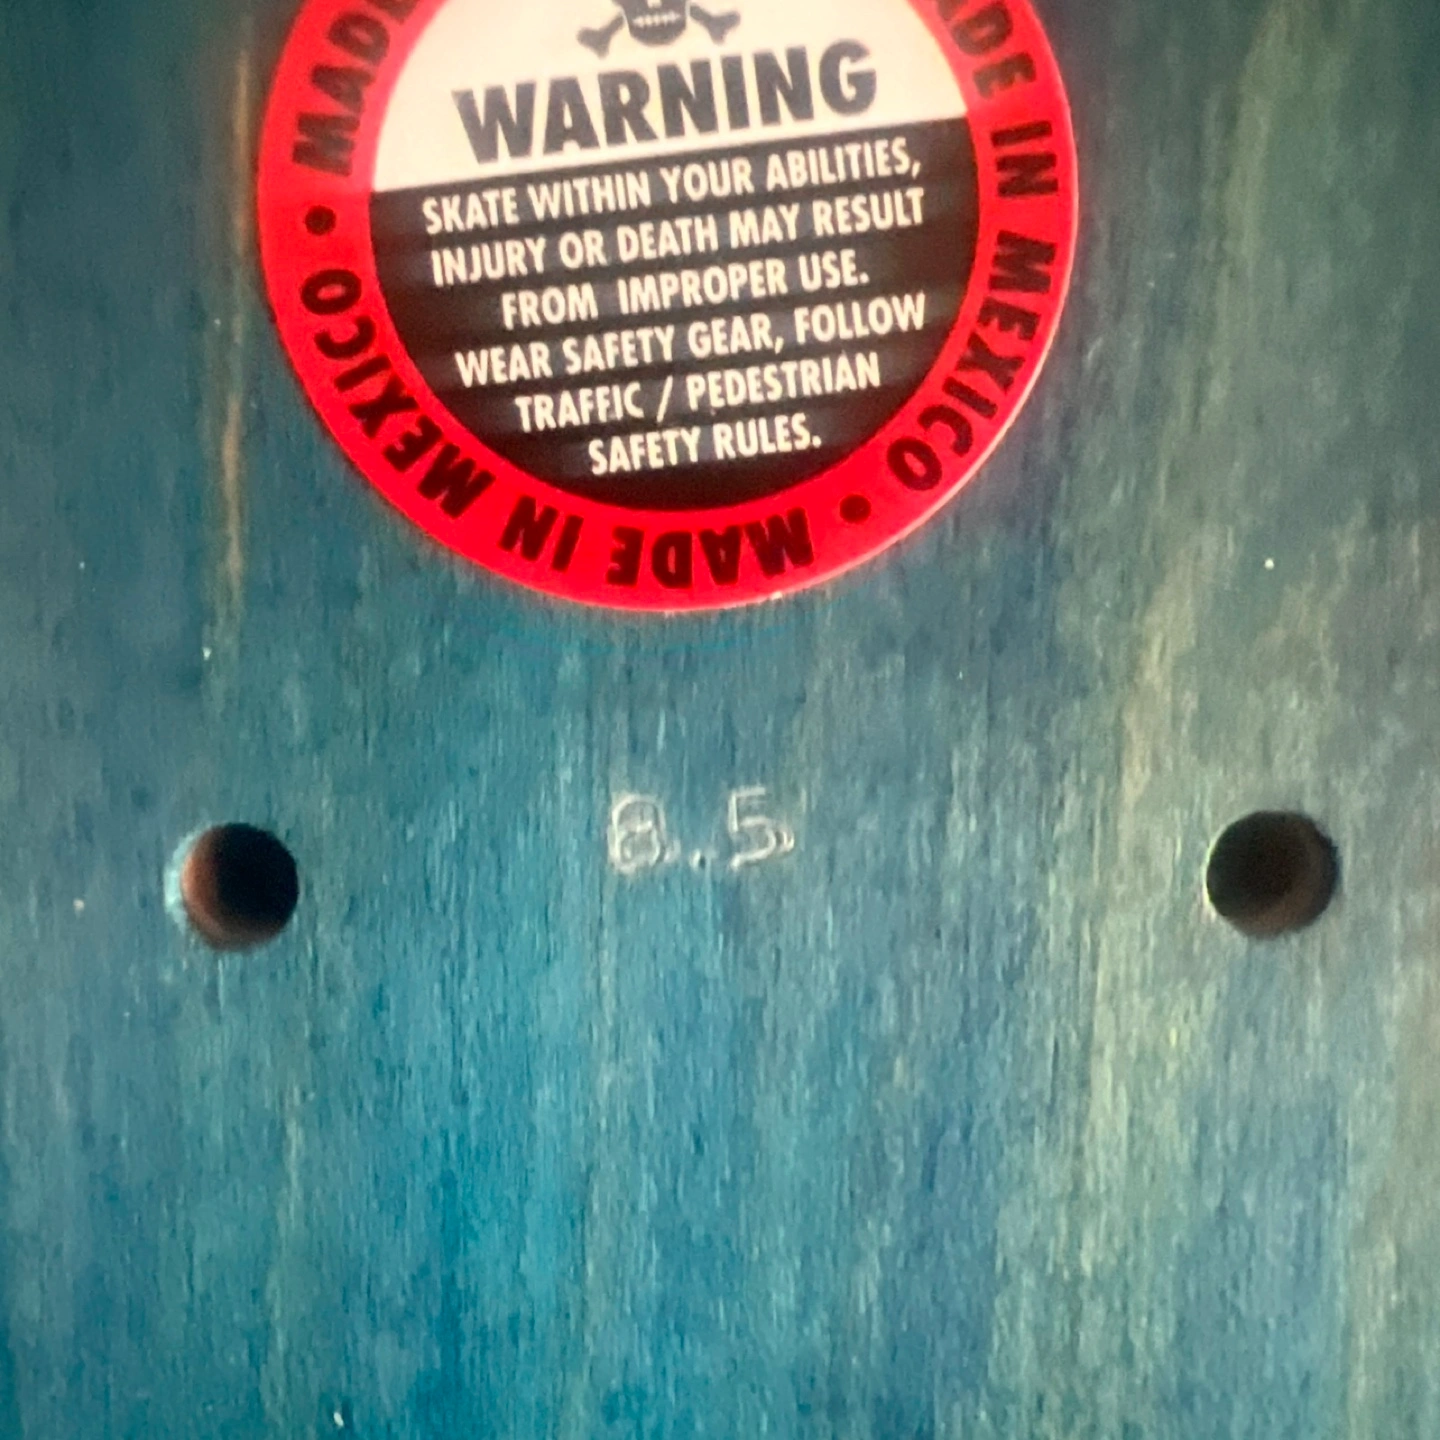 WARNING
SKATE WITHIN YOUR ABILITIES,
INJURY OR DEATH MAY RESULT
FROM IMPROPER USE.
WEAR SAFETY GEAR, FOLLOW
TRAFFIC / PEDESTRIAN
SAFETY RULES.
MADE IN MEXICO • MADE IN MEXICO • MADE
8.5